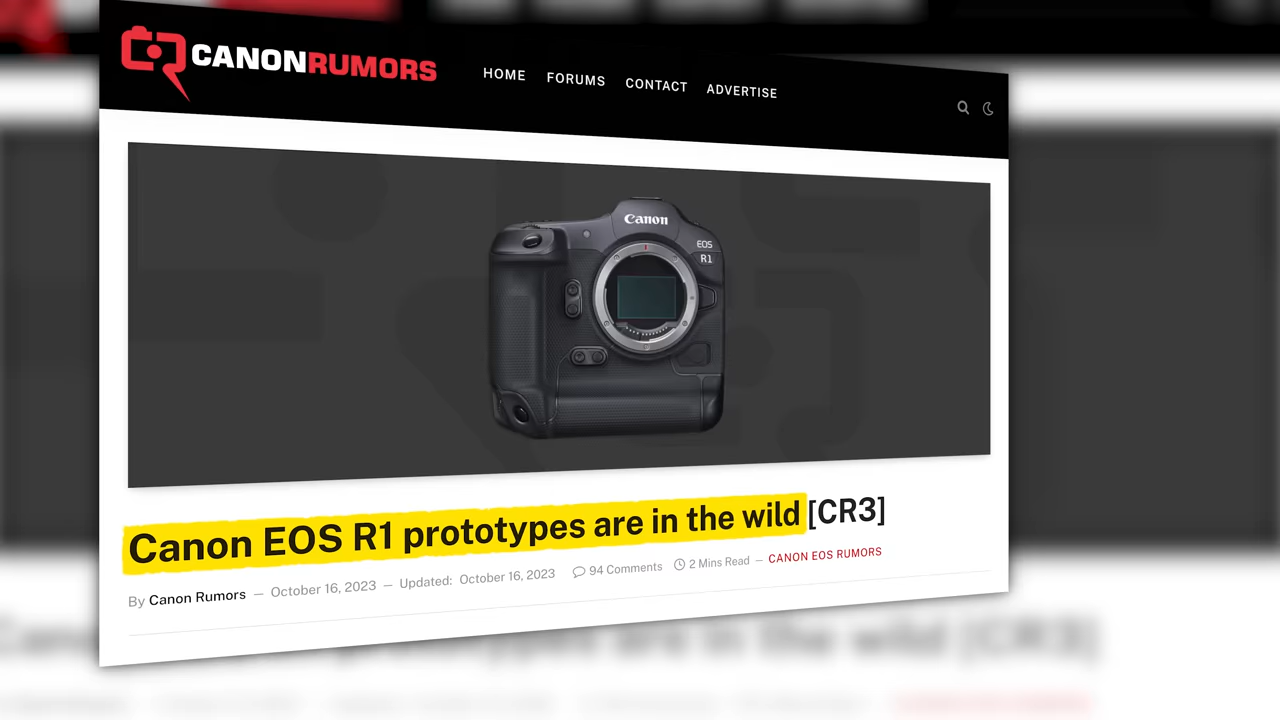 CANONRUMORS
HOME FORUMS CONTACT ADVERTISE
Canon
EOS
R1
Canon EOS R1 prototypes are in the wild [CR3]
By Canon Rumors — October 16, 2023 — Updated: October 16, 2023 94 Comments 2 Mins Read — CANON EOS RUMORS